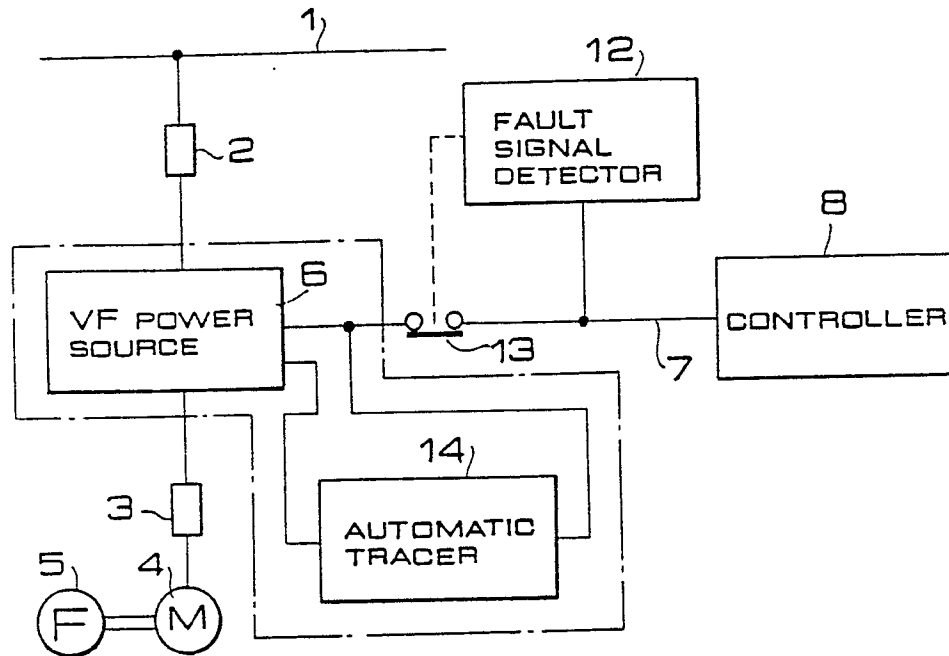 1
12
2
FAULT
SIGNAL
DETECTOR
8
6
VF POWER
SOURCE
13
7
CONTROLLER
14
3
AUTOMATIC
TRACER
5
4
F
M